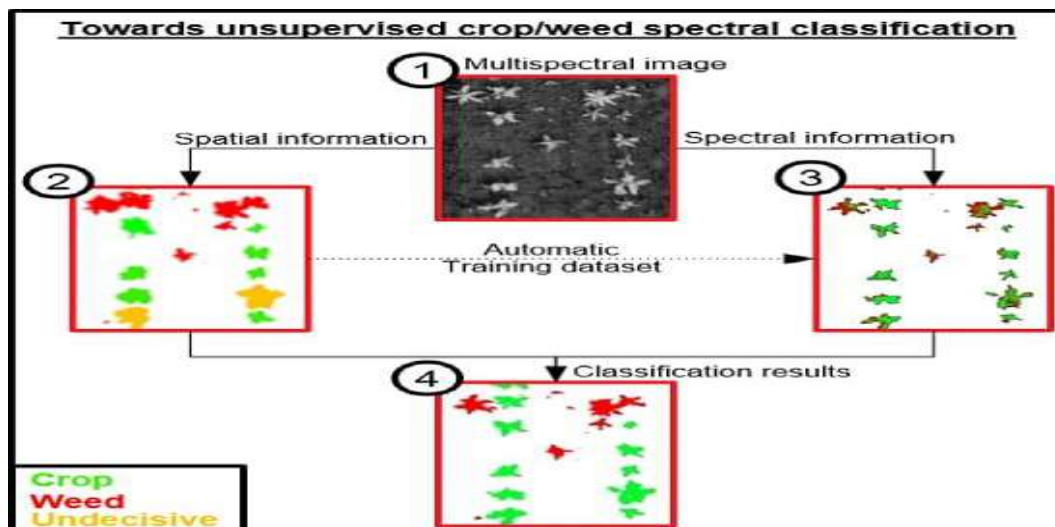 Towards unsupervised crop/weed spectral classification
1 Multispectral image
Spatial information
Spectral information
2
3
Automatic
Training dataset
4 Classification results
Crop
Weed
Undecisive